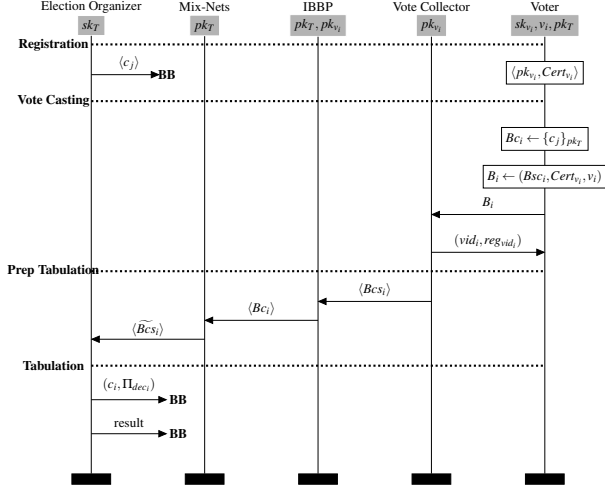 Election Organizer Mix-Nets IBBP Vote Collector Voter
sk_T pk_T pk_T, pk_{v_i} pk_{v_i} sk_{v_i}, v_i, pk_T
Registration
⟨c_j⟩ BB ⟨pk_{v_i}, Cert_{v_i}⟩
Vote Casting
Bc_i ← {c_j}_{pk_T}
B_i ← (Bsc_i, Cert_{v_i}, v_i)
B_i
(vid_i, reg_{vid_i})
Prep Tabulation
⟨Bcs_i⟩
⟨Bc_i⟩
⟨B̃cs_i⟩
Tabulation
(c_i, Π_{dec_i})
BB
result
BB